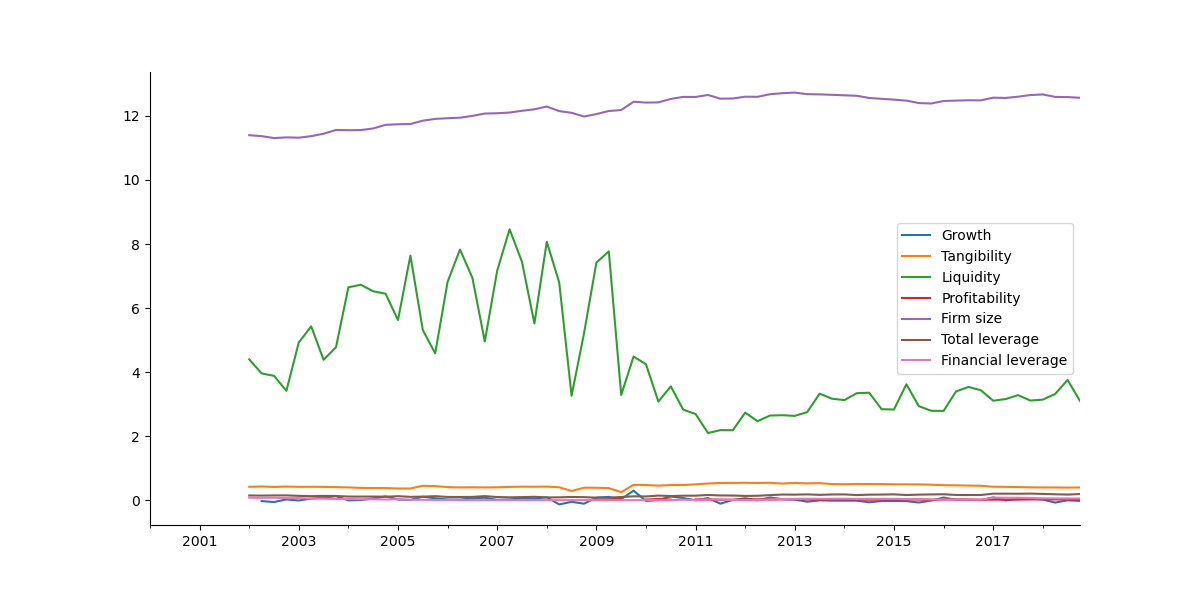 12
10
8
6
4
2
0
Growth
Tangibility
Liquidity
Profitability
Firm size
Total leverage
Financial leverage
2001 2003 2005 2007 2009 2011 2013 2015 2017